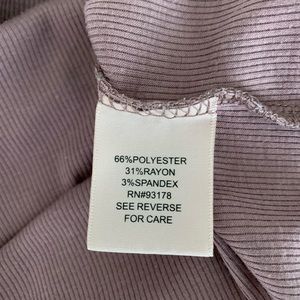 66%POLYESTER
31%RAYON
3%SPANDEX
RN#93178
SEE REVERSE
FOR CARE